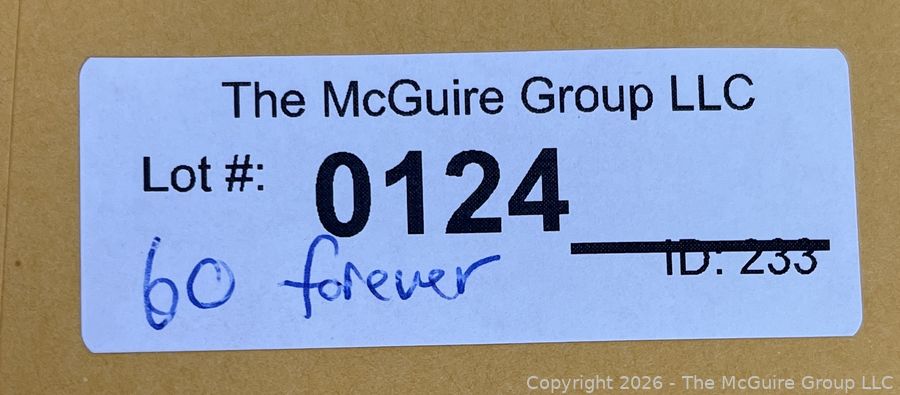 The McGuire Group LLC
Lot #: 0124
ID: 233
60 forever
Copyright 2026 - The McGuire Group LLC